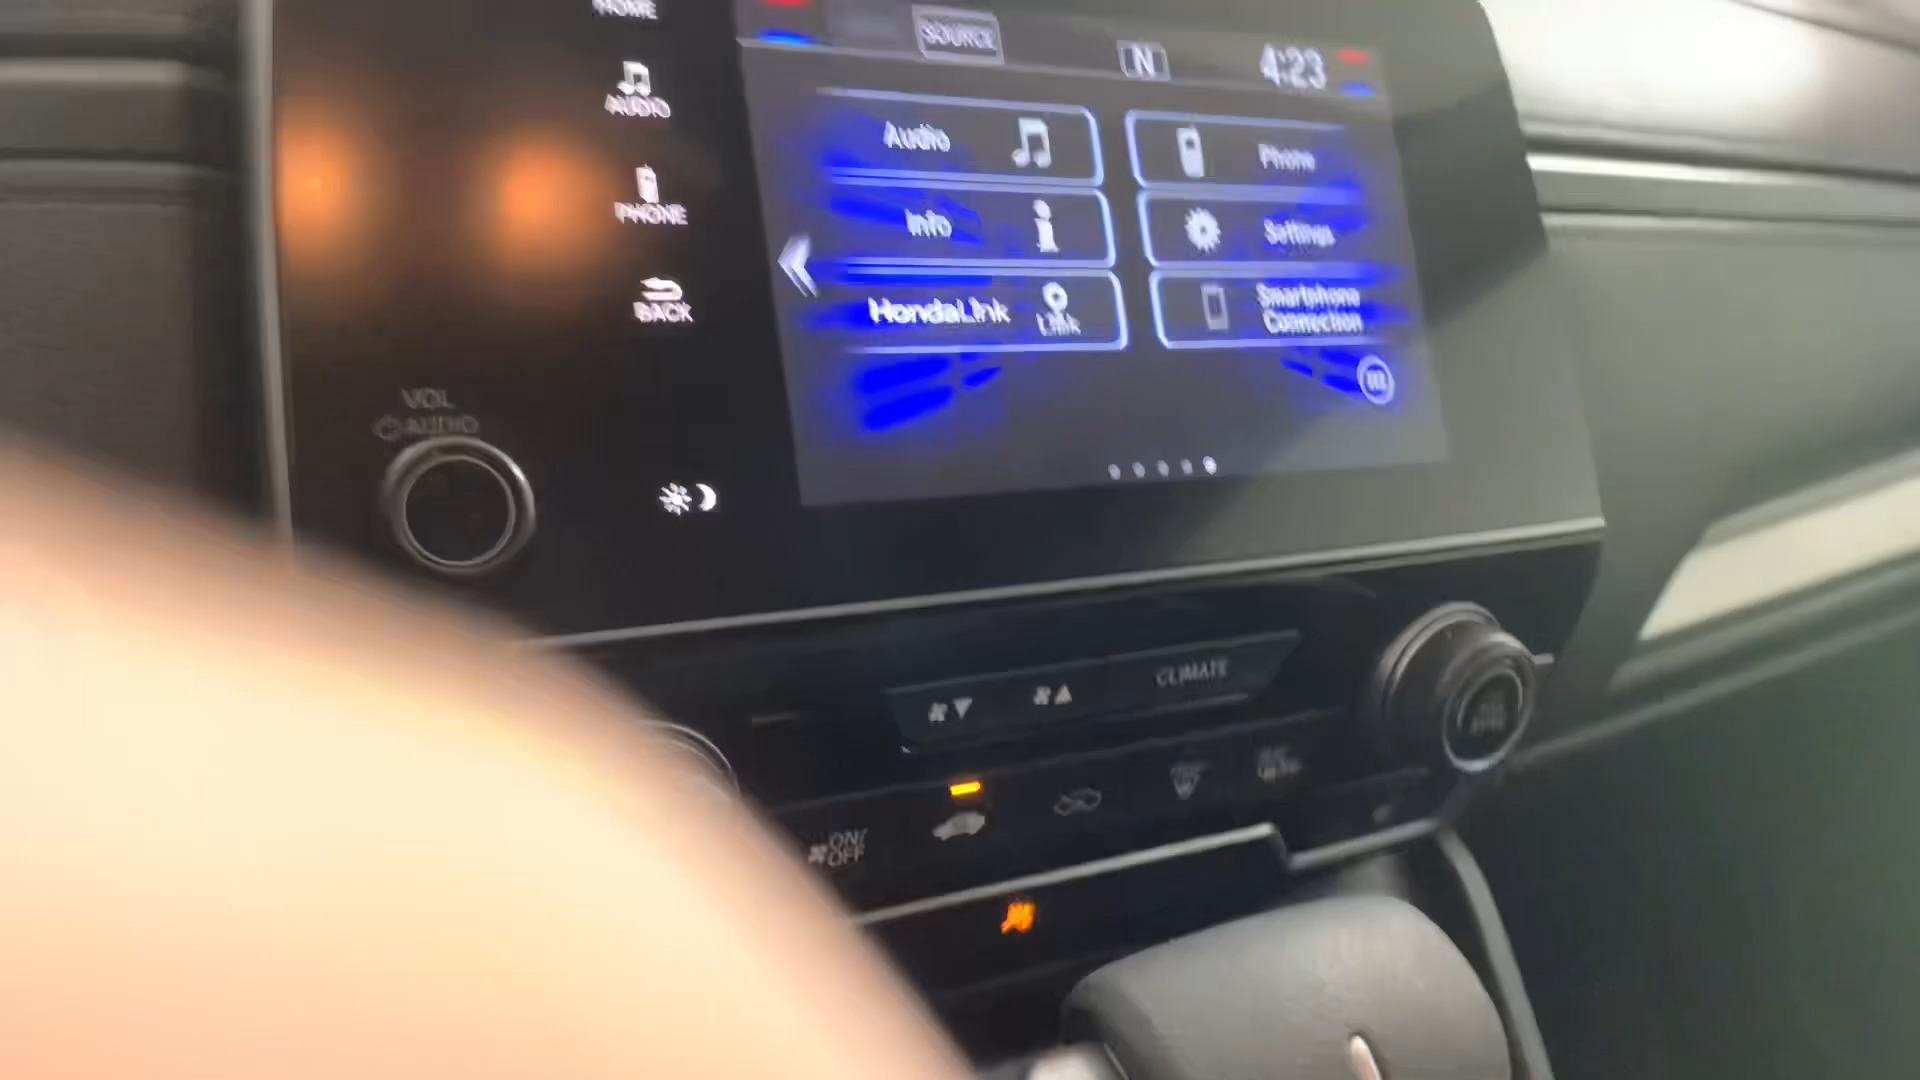 HOME
SOURCE
N
4:23
AUDIO
Audio
Phone
PHONE
Info
Settings
BACK
HondaLink
Link
Smartphone
Connection
VOL
AUDIO
CLIMATE
ON/
OFF